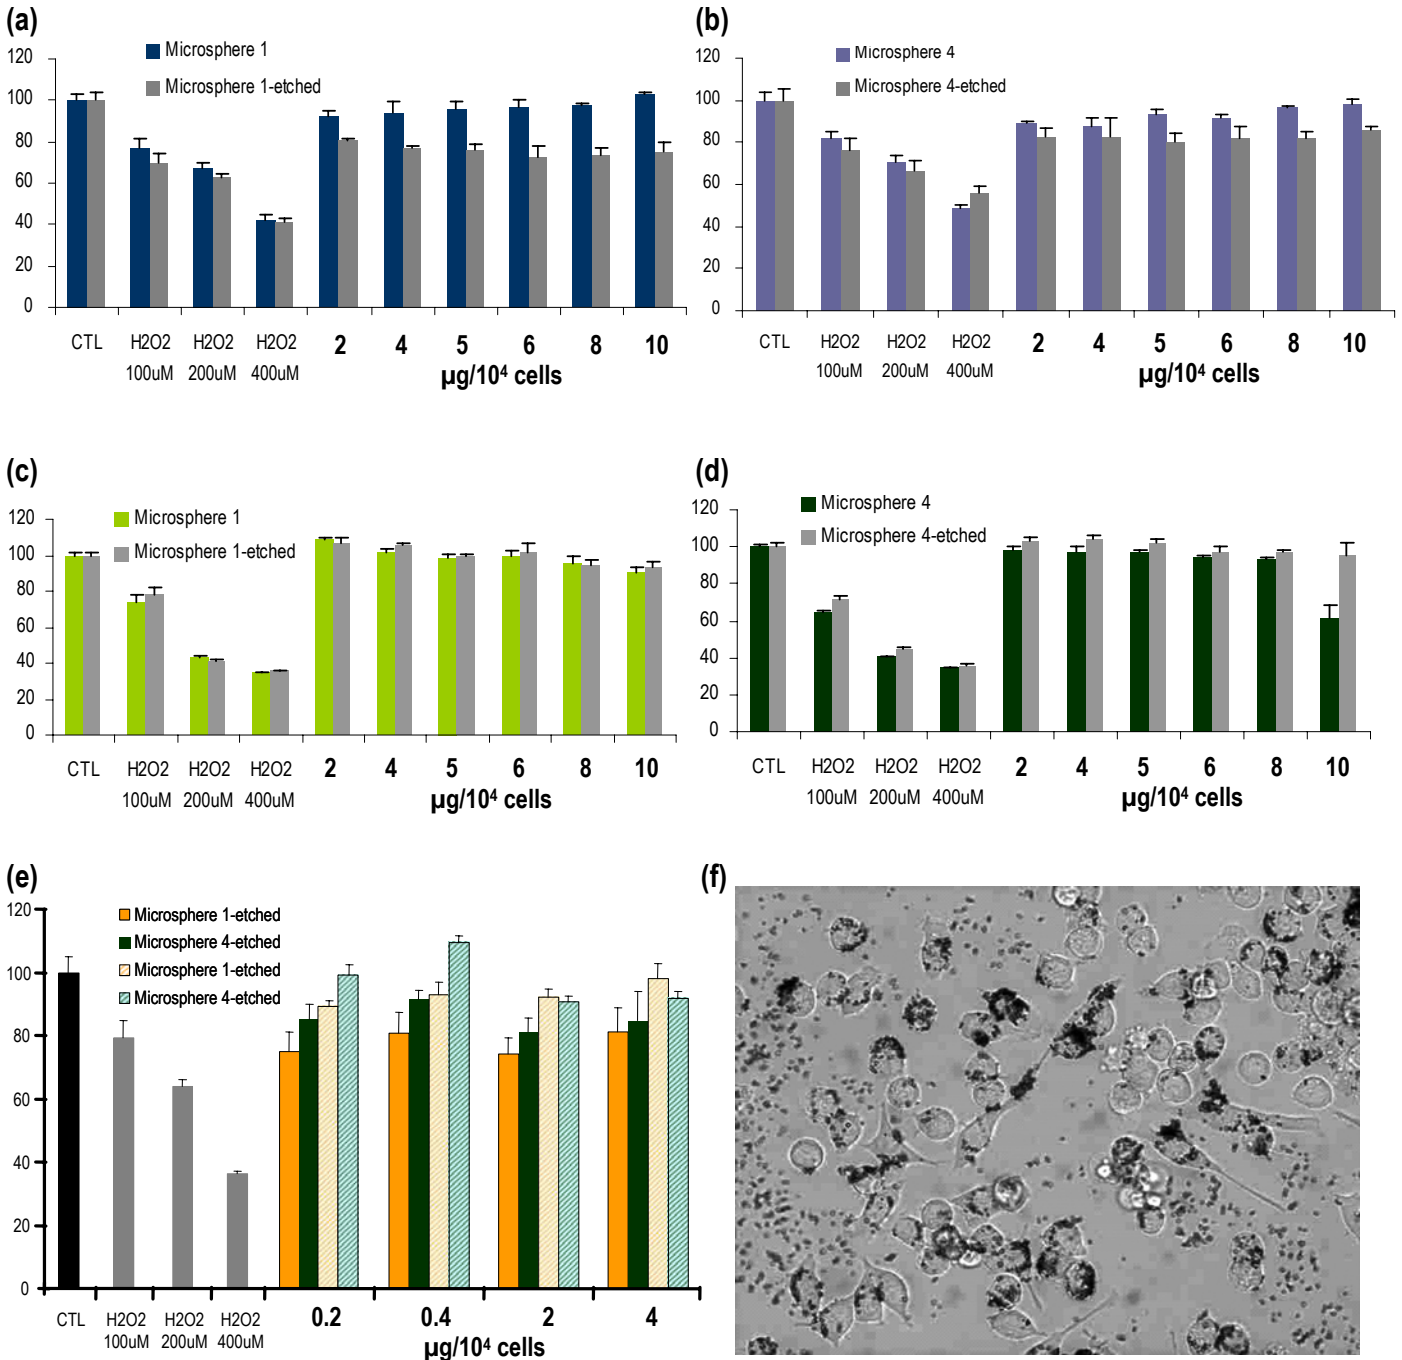 (a)
Microsphere 1
Microsphere 1-etched
120
100
80
60
40
20
0
CTL H2O2 H2O2 H2O2 2 4 5 6 8 10
100uM 200uM 400uM µg/10⁴ cells
(b)
Microsphere 4
Microsphere 4-etched
120
100
80
60
40
20
0
CTL H2O2 H2O2 H2O2 2 4 5 6 8 10
100uM 200uM 400uM µg/10⁴ cells
(c)
Microsphere 1
Microsphere 1-etched
120
100
80
60
40
20
0
CTL H2O2 H2O2 H2O2 2 4 5 6 8 10
100uM 200uM 400uM µg/10⁴ cells
(d)
Microsphere 4
Microsphere 4-etched
120
100
80
60
40
20
0
CTL H2O2 H2O2 H2O2 2 4 5 6 8 10
100uM 200uM 400uM µg/10⁴ cells
(e)
Microsphere 1-etched
Microsphere 4-etched
Microsphere 1-etched
Microsphere 4-etched
120
100
80
60
40
20
0
CTL H2O2 H2O2 H2O2 0.2 0.4 2 4
100uM 200uM 400uM
µg/10⁴ cells
(f)